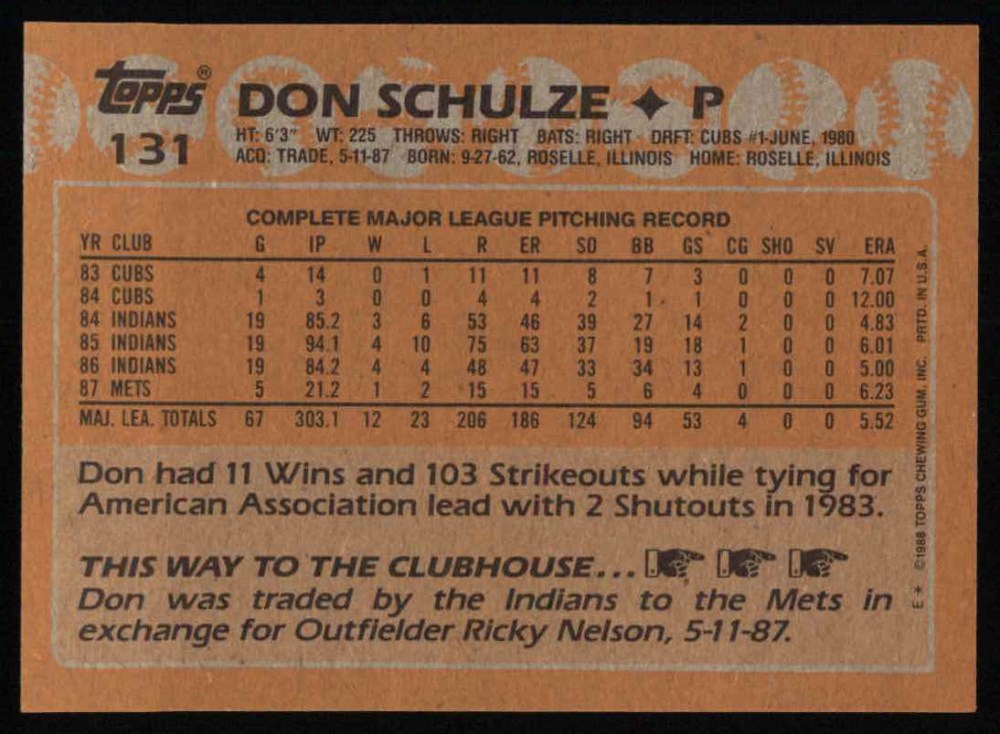 TOPPS®
131
DON SCHULZE ✦ P
HT: 6'3" WT: 225 THROWS: RIGHT BATS: RIGHT DRFT: CUBS #1-JUNE, 1980
ACQ: TRADE, 5-11-87 BORN: 9-27-62, ROSELLE, ILLINOIS HOME: ROSELLE, ILLINOIS
COMPLETE MAJOR LEAGUE PITCHING RECORD
YR CLUB G IP W L R ER SO BB GS CG SHO SV ERA
83 CUBS 4 14 0 1 11 11 8 7 3 0 0 0 7.07
84 CUBS 1 3 0 0 4 4 2 1 1 0 0 0 12.00
84 INDIANS 19 85.2 3 6 53 46 39 27 14 2 0 0 4.83
85 INDIANS 19 94.1 4 10 75 63 37 19 18 1 0 0 6.01
86 INDIANS 19 84.2 4 4 48 47 33 34 13 1 0 0 5.00
87 METS 5 21.2 1 2 15 15 5 6 4 0 0 0 6.23
MAJ. LEA. TOTALS 67 303.1 12 23 206 186 124 94 53 4 0 0 5.52
Don had 11 Wins and 103 Strikeouts while tying for
American Association lead with 2 Shutouts in 1983.
THIS WAY TO THE CLUBHOUSE...
Don was traded by the Indians to the Mets in
exchange for Outfielder Ricky Nelson, 5-11-87.
E* ©1988 TOPPS CHEWING GUM, INC. PRTD. IN U.S.A.